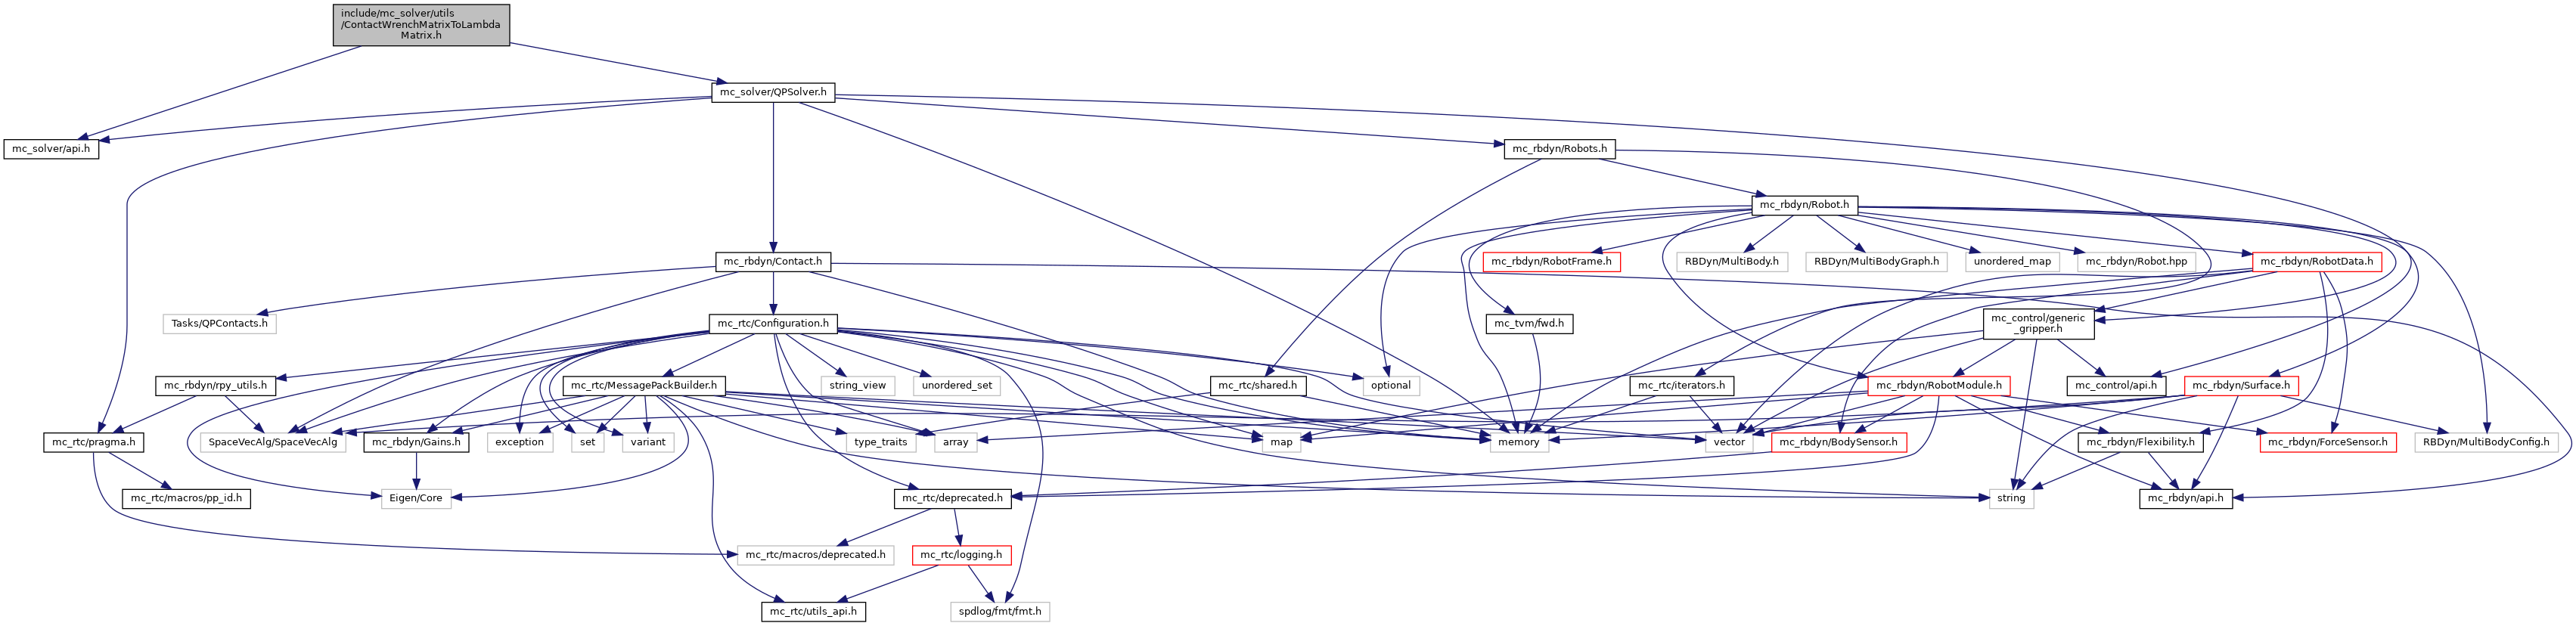 include/mc_solver/utils
/ContactWrenchMatrixToLambda
Matrix.h
mc_solver/QPSolver.h
mc_solver/api.h
mc_rbdyn/Robots.h
mc_rbdyn/Robot.h
mc_rbdyn/Contact.h
mc_rbdyn/RobotFrame.h
RBDyn/MultiBody.h
RBDyn/MultiBodyGraph.h
unordered_map
mc_rbdyn/Robot.hpp
mc_rbdyn/RobotData.h
Tasks/QPContacts.h
mc_rtc/Configuration.h
mc_tvm/fwd.h
mc_control/generic
_gripper.h
mc_rbdyn/rpy_utils.h
mc_rtc/MessagePackBuilder.h
string_view
unordered_set
mc_rtc/shared.h
optional
mc_rtc/iterators.h
mc_rbdyn/RobotModule.h
mc_control/api.h
mc_rbdyn/Surface.h
mc_rtc/pragma.h
SpaceVecAlg/SpaceVecAlg
mc_rbdyn/Gains.h
exception
set
variant
type_traits
array
map
memory
vector
mc_rbdyn/BodySensor.h
mc_rbdyn/Flexibility.h
mc_rbdyn/ForceSensor.h
RBDyn/MultiBodyConfig.h
mc_rtc/macros/pp_id.h
Eigen/Core
mc_rtc/deprecated.h
string
mc_rbdyn/api.h
mc_rtc/macros/deprecated.h
mc_rtc/logging.h
mc_rtc/utils_api.h
spdlog/fmt/fmt.h